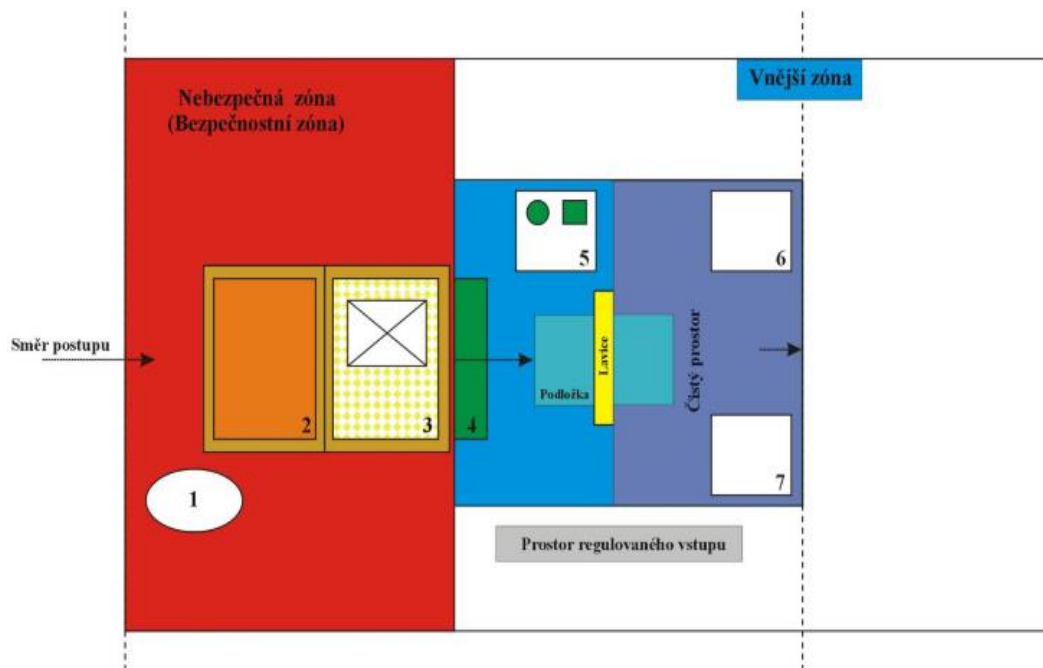 Vnější zóna
Nebezpečná zóna
(Bezpečnostní zóna)
5
6
Směr postupu
2
3
4
Podložka
Lavice
Čistý prostor
7
1
Prostor regulovaného vstupu